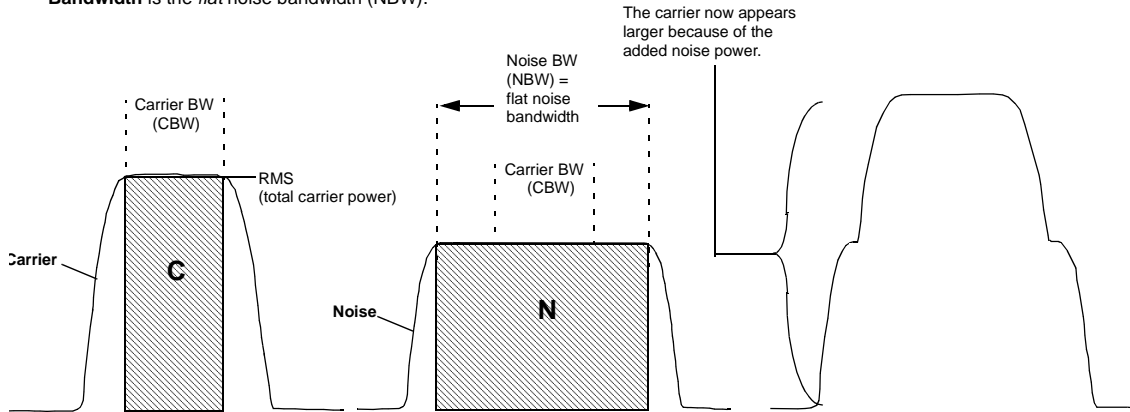 Bandwidth is the flat noise bandwidth (NBW).
The carrier now appears
larger because of the
added noise power.
Noise BW
(NBW) =
flat noise
bandwidth
Carrier BW
(CBW)
Carrier BW
(CBW)
RMS
(total carrier power)
Carrier
C
Noise
N